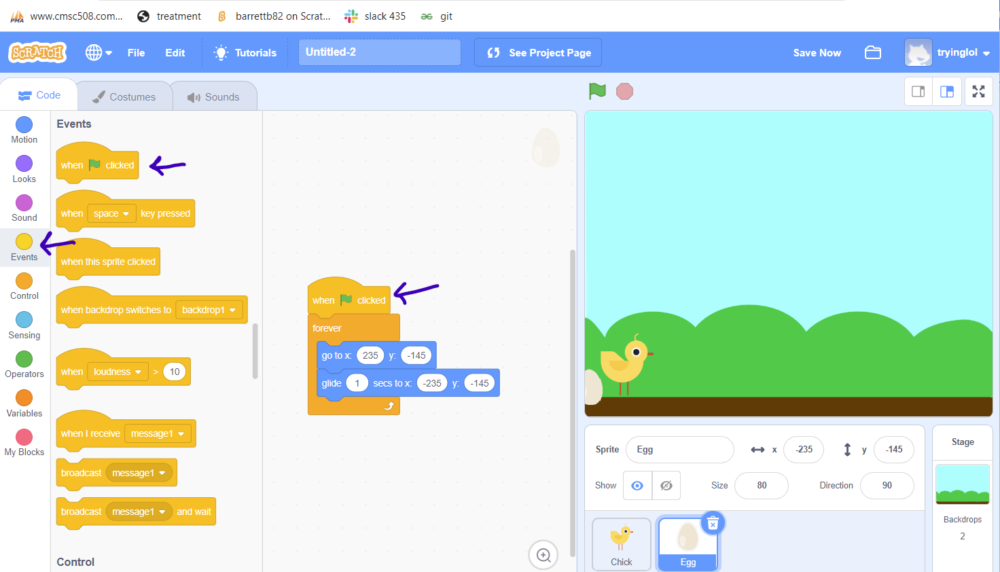 PMA www.cmsc508.com... treatment barrettb82 on Scrat... slack 435 git
SCRATCH File Edit Tutorials Untitled-2 See Project Page Save Now tryinglol
Code Costumes Sounds
Motion
Looks
Sound
Events
Control
Sensing
Operators
Variables
My Blocks
Events
when clicked
when space key pressed
when this sprite clicked
when backdrop switches to backdrop1
when loudness > 10
when I receive message1
broadcast message1
broadcast message1 and wait
Control
when clicked
forever
go to x: 235 y: -145
glide 1 secs to x: -235 y: -145
Sprite Egg x -235 y -145
Show Size 80 Direction 90
Chick
Egg
Stage
Backdrops
2